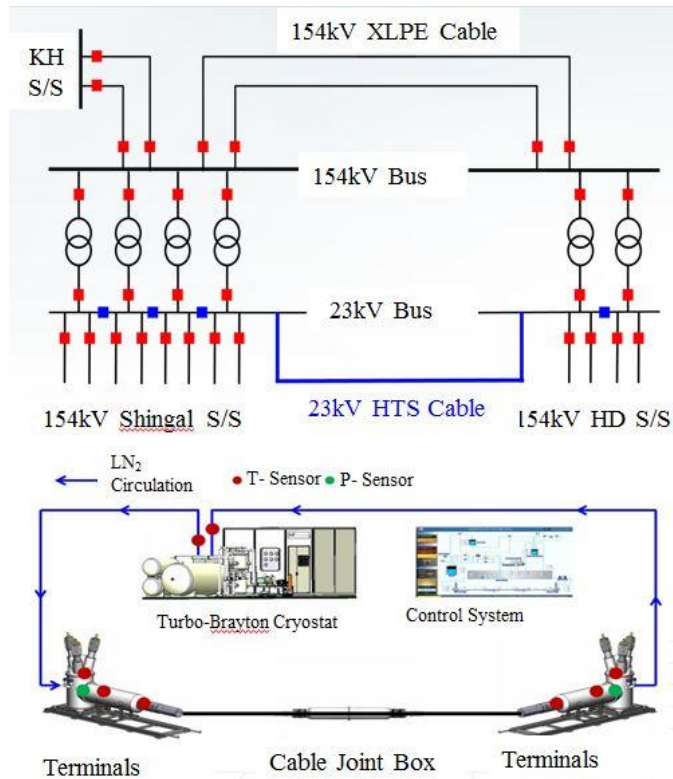 154kV XLPE Cable
KH
S/S
154kV Bus
23kV Bus
154kV Shingal S/S
23kV HTS Cable
154kV HD S/S
LN2
Circulation
T- Sensor
P- Sensor
Turbo-Brayton Cryostat
Control System
Terminals
Cable Joint Box
Terminals